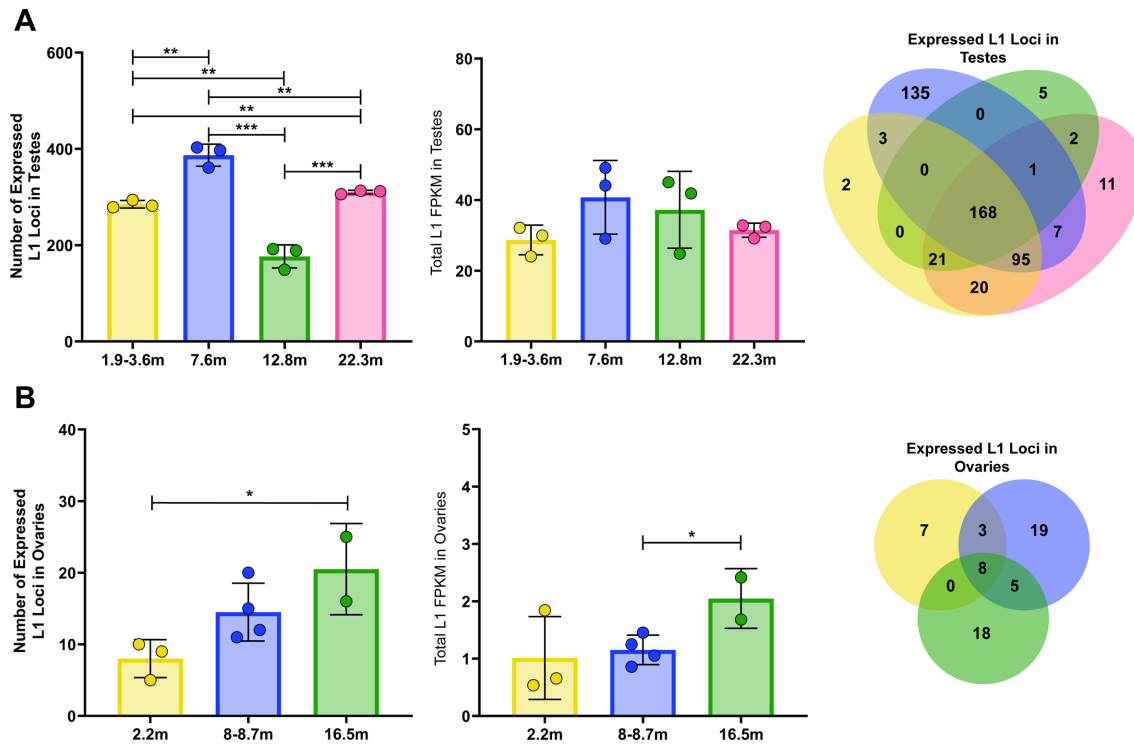 A
Number of Expressed
L1 Loci in Testes
600
400
200
0
**
**
**
**
***
***
1.9-3.6m 7.6m 12.8m 22.3m
Total L1 FPKM in Testes
80
60
40
20
0
1.9-3.6m 7.6m 12.8m 22.3m
Expressed L1 Loci in
Testes
135 5
0
3 2
0 1
2 11
168
0 7
21 95
20
B
Number of Expressed
L1 Loci in Ovaries
40
30
20
10
0
*
2.2m 8-8.7m 16.5m
Total L1 FPKM in Ovaries
5
4
3
2
1
0
*
2.2m 8-8.7m 16.5m
Expressed L1 Loci in
Ovaries
7 3 19
8
0 5
18